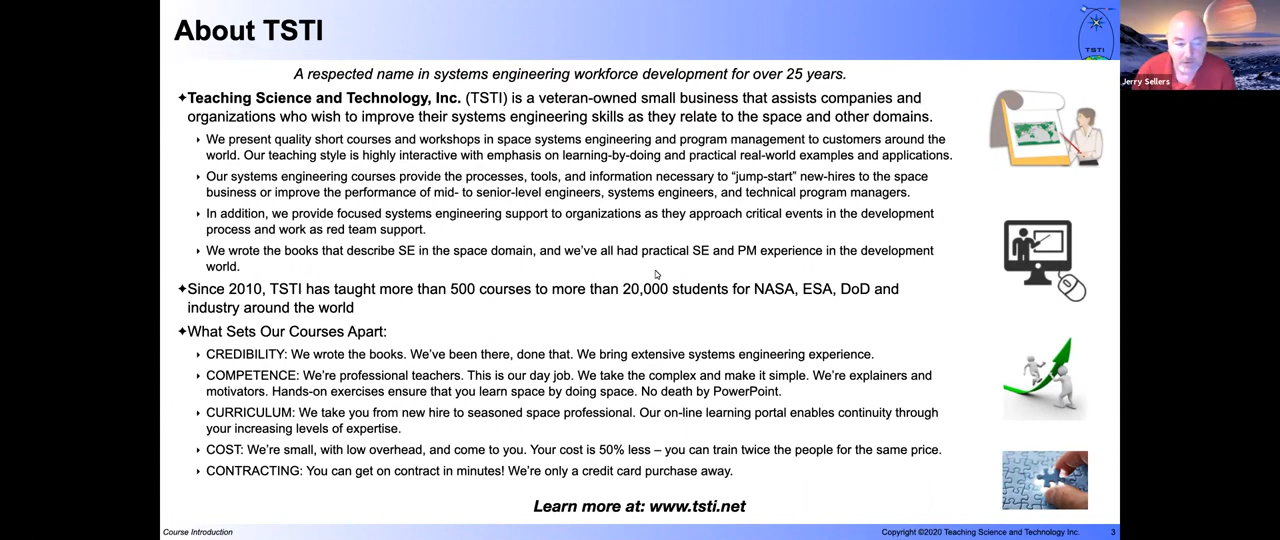 About TSTI
TSTI
Jerry Sellers
A respected name in systems engineering workforce development for over 25 years.
Teaching Science and Technology, Inc. (TSTI) is a veteran-owned small business that assists companies and
organizations who wish to improve their systems engineering skills as they relate to the space and other domains.
We present quality short courses and workshops in space systems engineering and program management to customers around the
world. Our teaching style is highly interactive with emphasis on learning-by-doing and practical real-world examples and applications.
Our systems engineering courses provide the processes, tools, and information necessary to “jump-start” new-hires to the space
business or improve the performance of mid- to senior-level engineers, systems engineers, and technical program managers.
In addition, we provide focused systems engineering support to organizations as they approach critical events in the development
process and work as red team support.
We wrote the books that describe SE in the space domain, and we’ve all had practical SE and PM experience in the development
world.
Since 2010, TSTI has taught more than 500 courses to more than 20,000 students for NASA, ESA, DoD and
industry around the world
What Sets Our Courses Apart:
CREDIBILITY: We wrote the books. We’ve been there, done that. We bring extensive systems engineering experience.
COMPETENCE: We’re professional teachers. This is our day job. We take the complex and make it simple. We’re explainers and
motivators. Hands-on exercises ensure that you learn space by doing space. No death by PowerPoint.
CURRICULUM: We take you from new hire to seasoned space professional. Our on-line learning portal enables continuity through
your increasing levels of expertise.
COST: We’re small, with low overhead, and come to you. Your cost is 50% less – you can train twice the people for the same price.
CONTRACTING: You can get on contract in minutes! We’re only a credit card purchase away.
Learn more at: www.tsti.net
Course Introduction
Copyright ©2020 Teaching Science and Technology Inc.
3